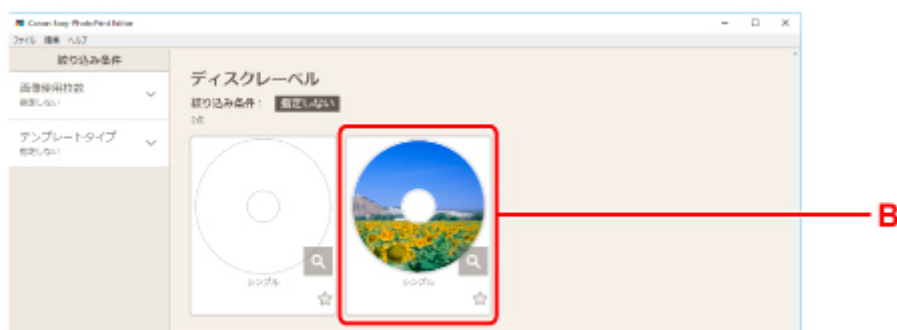 Canon Easy-PhotoPrint Editor
ファイル 編集 ヘルプ
絞り込み条件
画像使用枚数
指定しない
テンプレートタイプ
指定しない
ディスクレーベル
絞り込み条件： 指定しない
2点
シンプル
シンプル
B